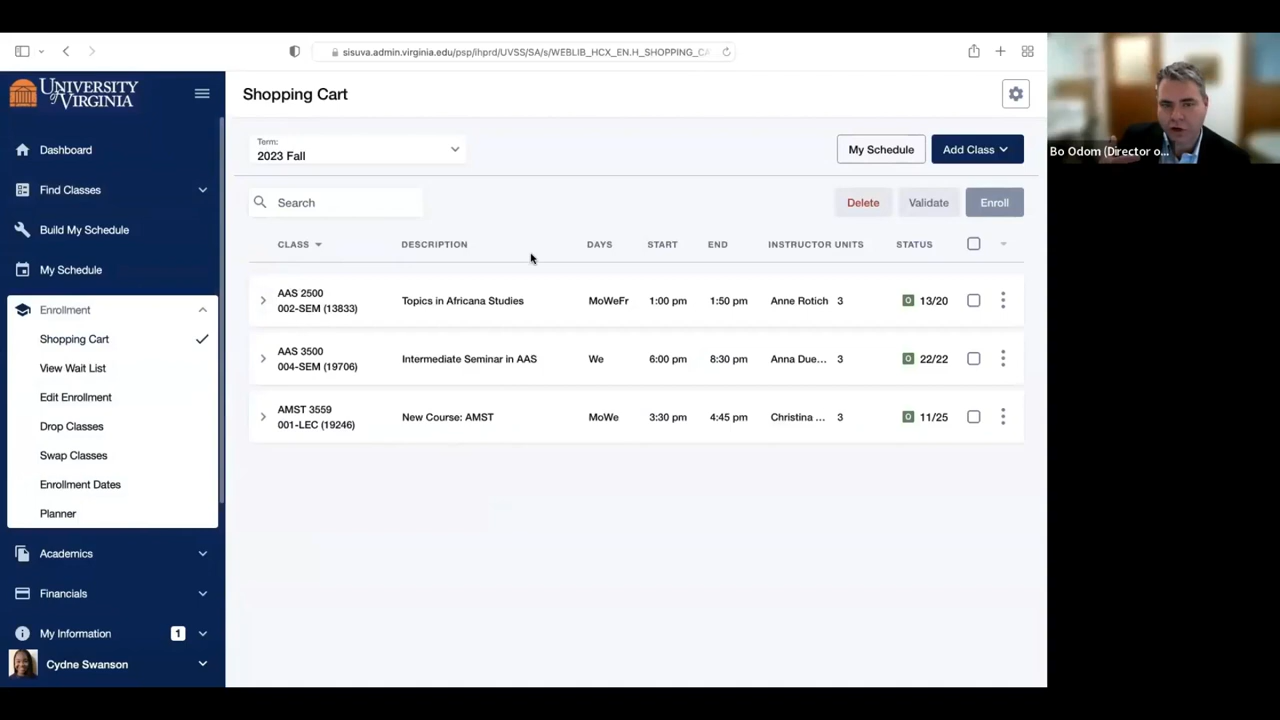 sisuva.admin.virginia.edu/psp/ihprd/UVSS/SA/s/WEBLIB_HCX_EN.H_SHOPPING_CA
UNIVERSITY
of VIRGINIA
Dashboard
Find Classes
Build My Schedule
My Schedule
Enrollment
Shopping Cart
View Wait List
Edit Enrollment
Drop Classes
Swap Classes
Enrollment Dates
Planner
Academics
Financials
My Information 1
Cydne Swanson
Shopping Cart
Term:
2023 Fall
My Schedule
Add Class
Search
Delete
Validate
Enroll
CLASS DESCRIPTION DAYS START END INSTRUCTOR UNITS STATUS
AAS 2500
002-SEM (13833)
Topics in Africana Studies MoWeFr 1:00 pm 1:50 pm Anne Rotich 3 O 13/20
AAS 3500
004-SEM (19706)
Intermediate Seminar in AAS We 6:00 pm 8:30 pm Anna Due... 3 O 22/22
AMST 3559
001-LEC (19246)
New Course: AMST MoWe 3:30 pm 4:45 pm Christina ... 3 O 11/25
Bo Odom (Director o...